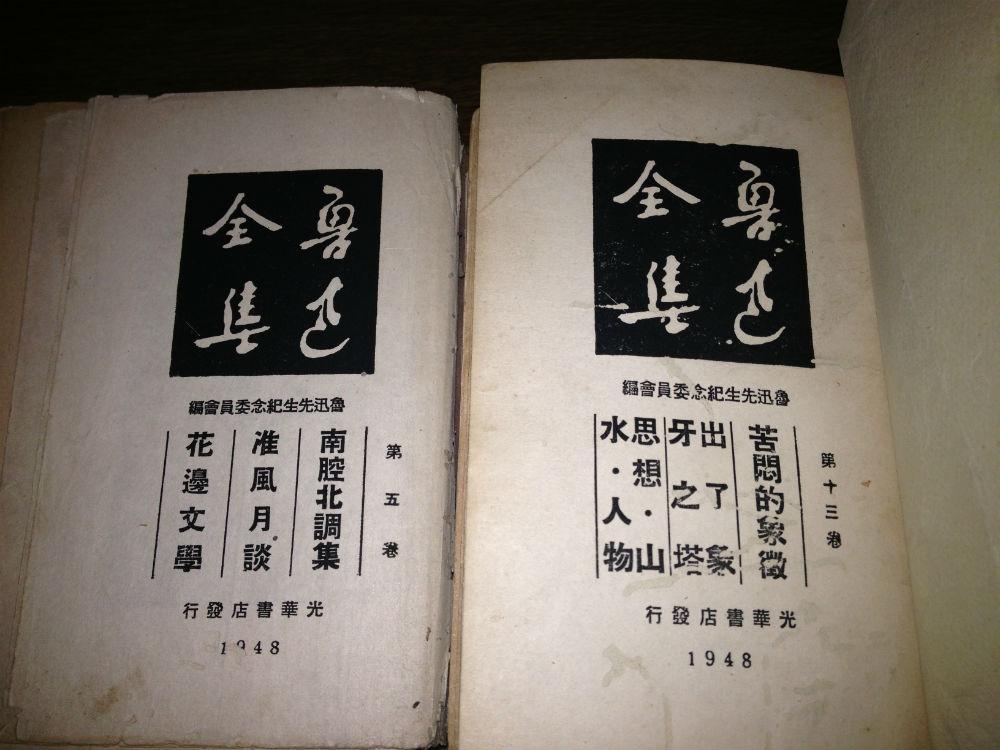 魯迅
全集
魯迅先生紀念委員會編
第五卷
南腔北調集
准風月談
花邊文學
光華書店發行
1948
魯迅
全集
魯迅先生紀念委員會編
第十三卷
苦悶的象徵
出了象
牙之塔
思想·山
水·人物
光華書店發行
1948